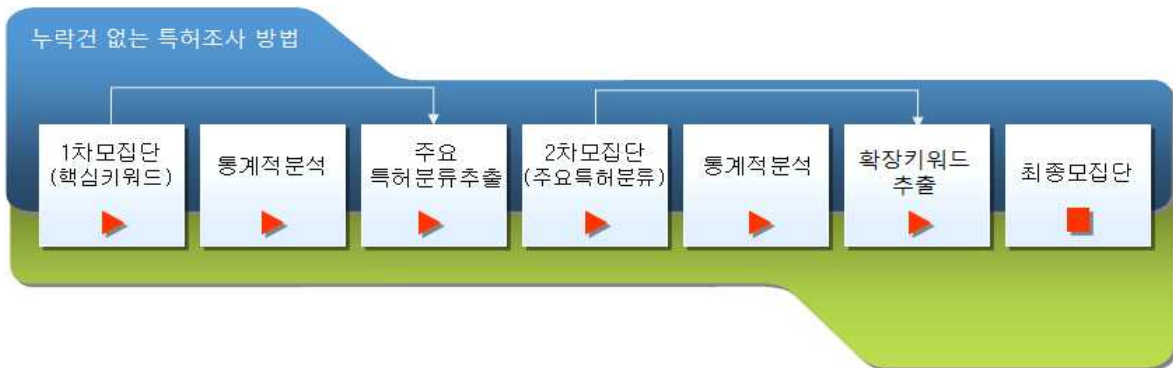 누락건 없는 특허조사 방법
1차모집단
(핵심키워드)
통계적분석
주요
특허분류추출
2차모집단
(주요특허분류)
통계적분석
확장키워드
추출
최종모집단